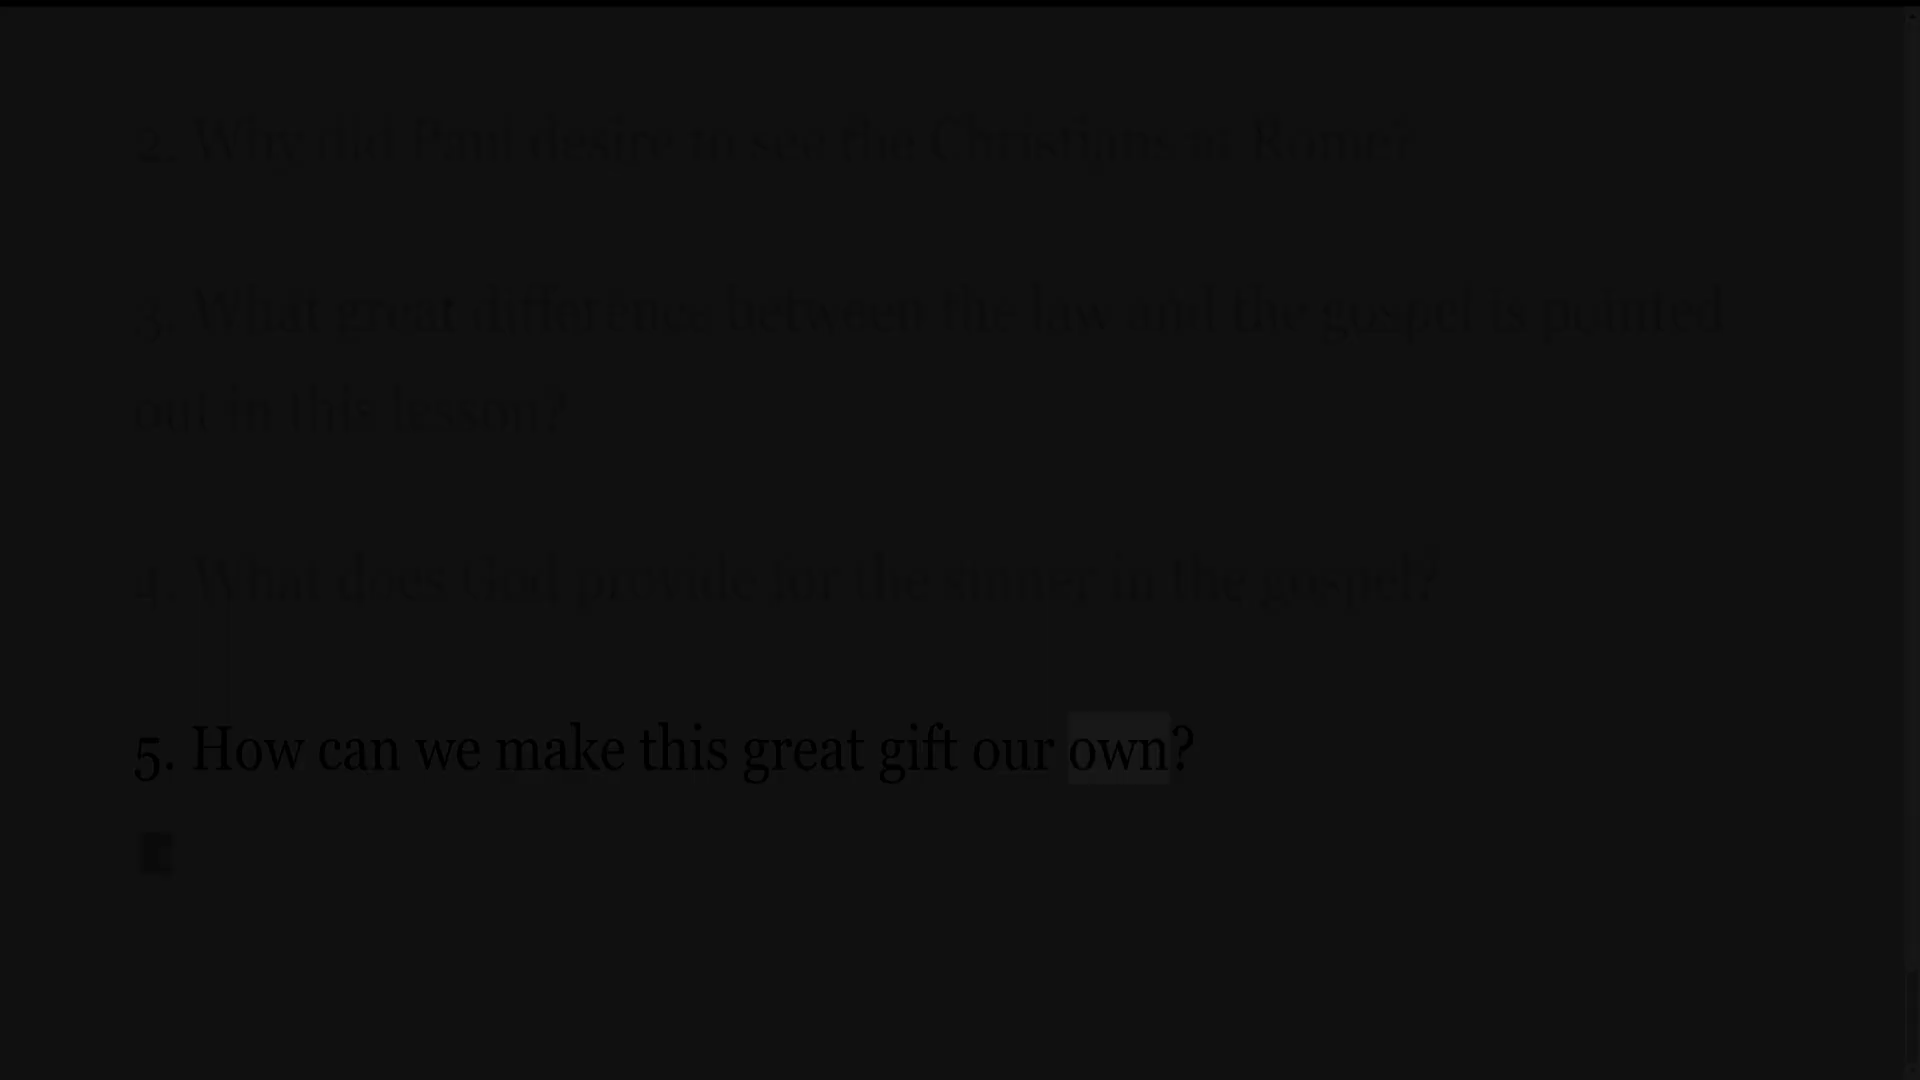 2. Why did Paul desire to see the Christians at Rome?
3. What great difference between the law and the gospel is pointed
out in this lesson?
4. What does God provide for the sinner in the gospel?
5. How can we make this great gift our own?